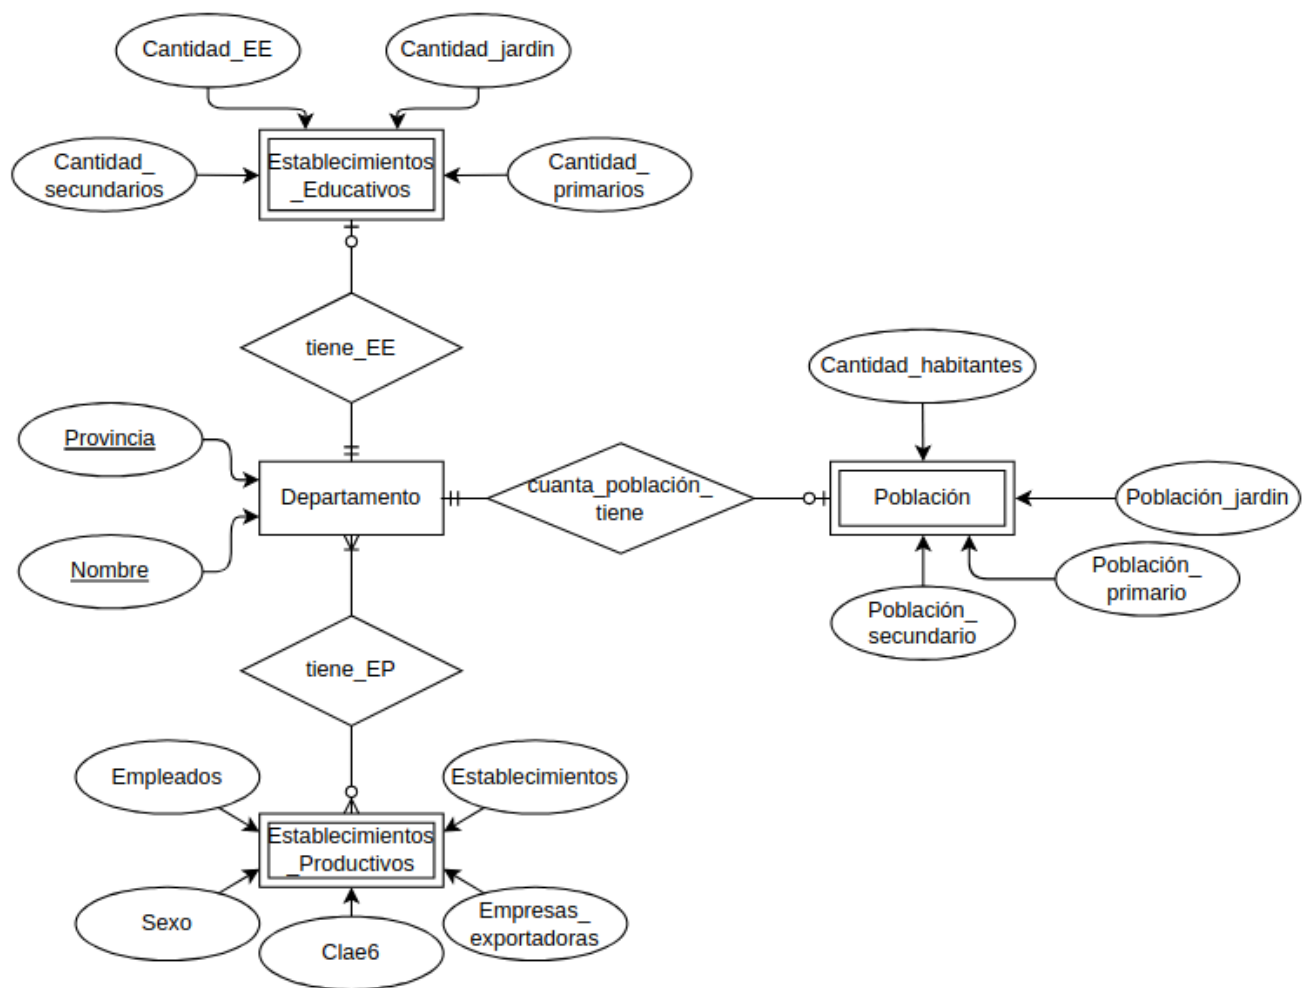 Cantidad_EE
Cantidad_jardin
Cantidad_
secundarios
Establecimientos
_Educativos
Cantidad_
primarios
tiene_EE
Cantidad_habitantes
Provincia
Departamento
cuanta_población_
tiene
Población
Población_jardin
Nombre
Población_
primario
Población_
secundario
tiene_EP
Empleados
Establecimientos
Establecimientos
_Productivos
Sexo
Clae6
Empresas_
exportadoras